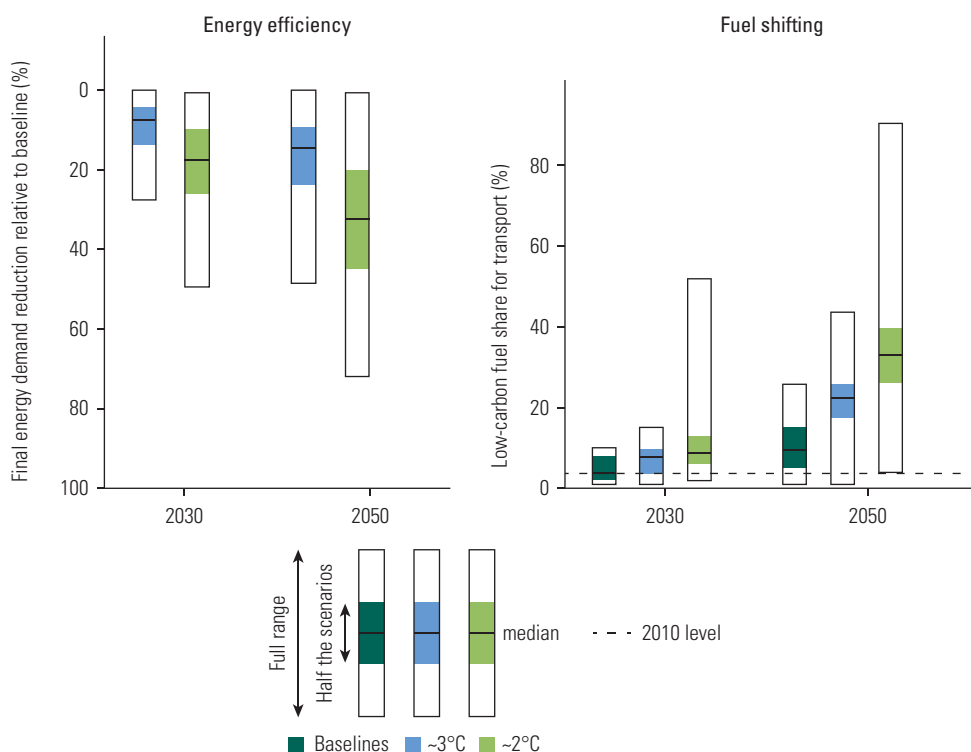 Energy efficiency
Final energy demand reduction relative to baseline (%)
0
20
40
60
80
100
2030
2050
Fuel shifting
Low-carbon fuel share for transport (%)
80
60
40
20
0
2030
2050
Full range
Half the scenarios
median
2010 level
Baselines
~3°C
~2°C